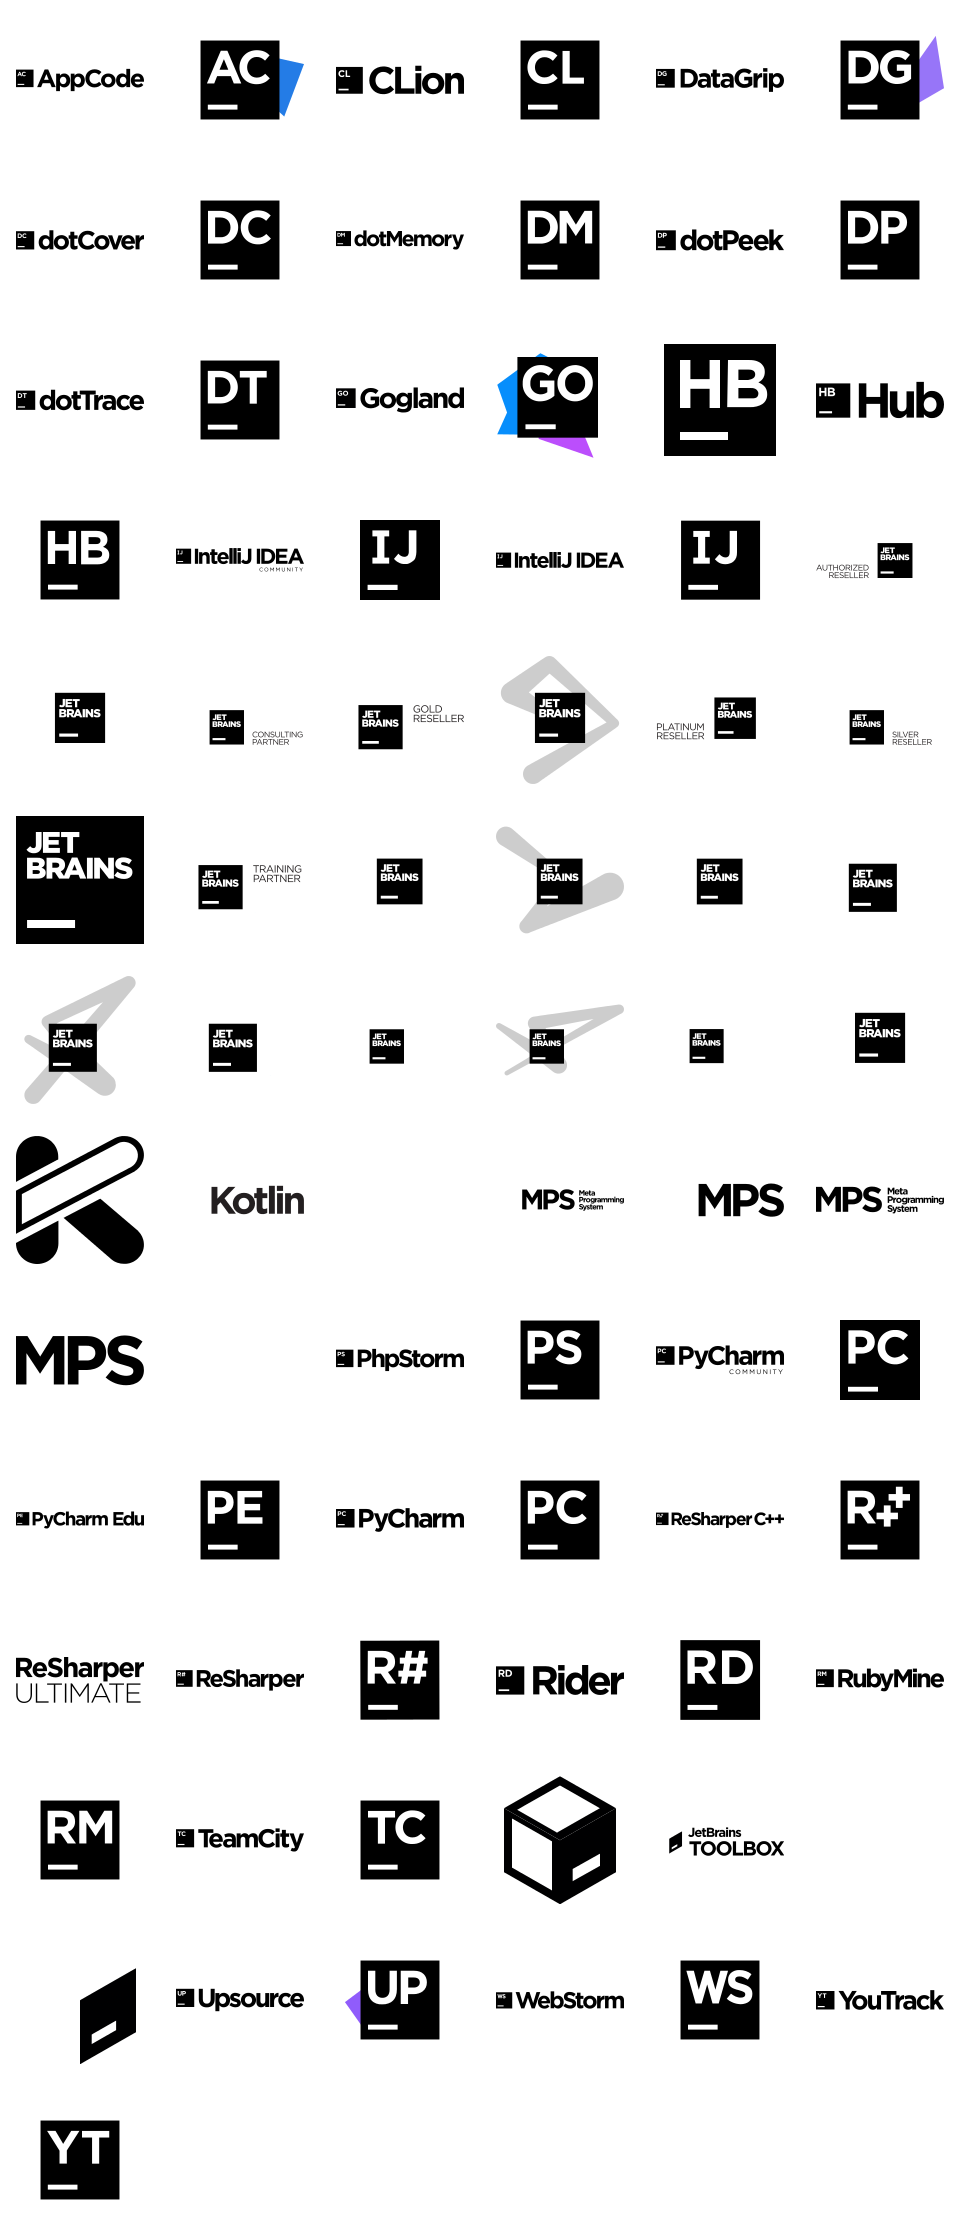 AC AppCode
AC
CL CLion
CL
DG DataGrip
DG
DC dotCover
DC
DM dotMemory
DM
DP dotPeek
DP
DT dotTrace
DT
GO Gogland
GO
HB
HB Hub
HB
IJ IntelliJ IDEA
COMMUNITY
IJ
IJ IntelliJ IDEA
IJ
AUTHORIZED
RESELLER
JET
BRAINS
JET
BRAINS
JET
BRAINS
CONSULTING
PARTNER
JET
BRAINS
GOLD
RESELLER
JET
BRAINS
PLATINUM
RESELLER
JET
BRAINS
JET
BRAINS
SILVER
RESELLER
JET
BRAINS
JET
BRAINS
TRAINING
PARTNER
JET
BRAINS
JET
BRAINS
JET
BRAINS
JET
BRAINS
JET
BRAINS
JET
BRAINS
JET
BRAINS
JET
BRAINS
JET
BRAINS
JET
BRAINS
K
Kotlin
MPS Meta
Programming
System
MPS
MPS Meta
Programming
System
MPS
PS PhpStorm
PS
PC PyCharm
COMMUNITY
PC
PE PyCharm Edu
PE
PC PyCharm
PC
ReSharper C++
R++
ReSharper
ULTIMATE
R# ReSharper
R#
RD Rider
RD
RM RubyMine
RM
TC TeamCity
TC
JetBrains
TOOLBOX
UP Upsource
UP
WS WebStorm
WS
YT YouTrack
YT